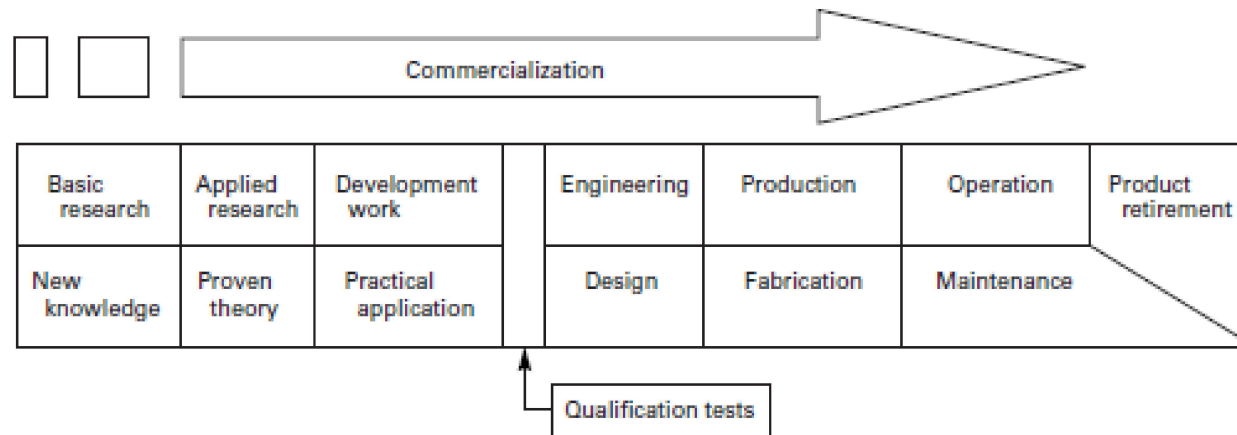 Commercialization
Basic research
Applied research
Development work
Engineering
Production
Operation
Product retirement
New knowledge
Proven theory
Practical application
Design
Fabrication
Maintenance
Qualification tests